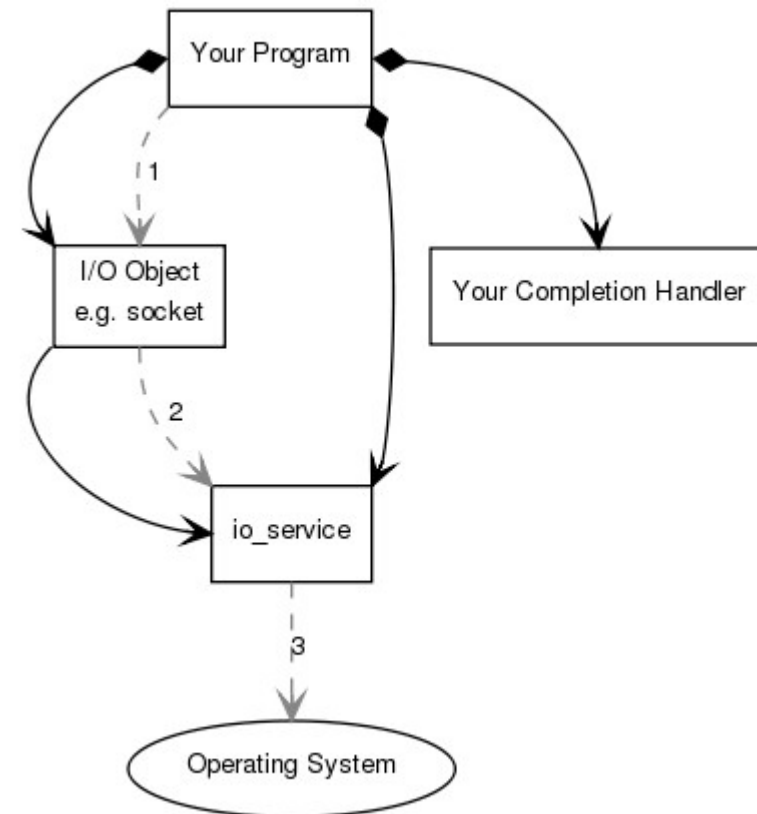 Your Program
1
I/O Object
e.g. socket
Your Completion Handler
2
io_service
3
Operating System